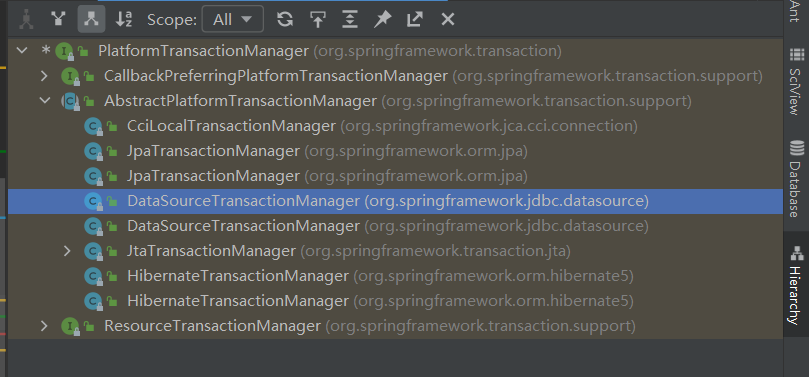 Scope: All
* PlatformTransactionManager (org.springframework.transaction)
CallbackPreferringPlatformTransactionManager (org.springframework.transaction.support)
AbstractPlatformTransactionManager (org.springframework.transaction.support)
CciLocalTransactionManager (org.springframework.jca.cci.connection)
JpaTransactionManager (org.springframework.orm.jpa)
JpaTransactionManager (org.springframework.orm.jpa)
DataSourceTransactionManager (org.springframework.jdbc.datasource)
DataSourceTransactionManager (org.springframework.jdbc.datasource)
JtaTransactionManager (org.springframework.transaction.jta)
HibernateTransactionManager (org.springframework.orm.hibernate5)
HibernateTransactionManager (org.springframework.orm.hibernate5)
ResourceTransactionManager (org.springframework.transaction.support)
Ant
SciView
Database
Hierarchy